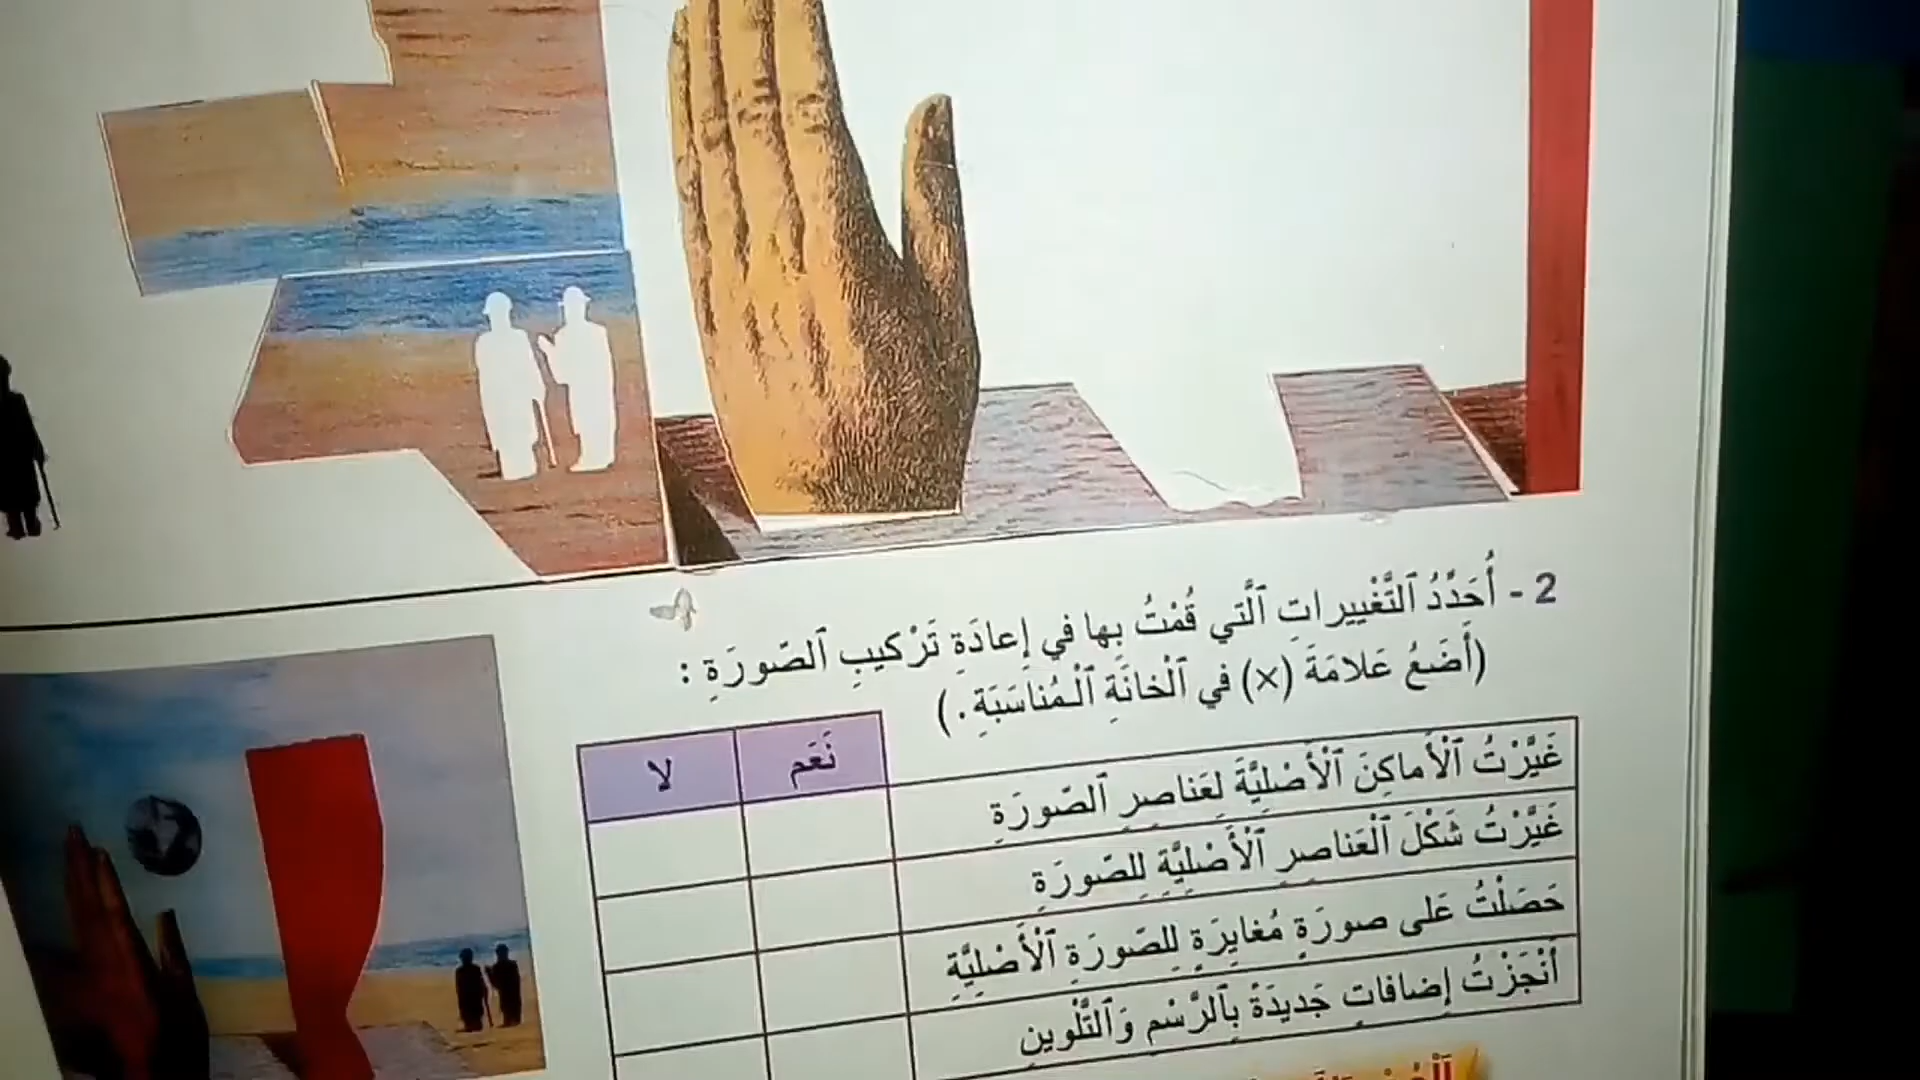 2 - أُحَدِّدُ ٱلتَّغْييراتِ ٱلَّتي قُمْتُ بِها في إِعادَةِ تَرْكيبِ ٱلصّورَةِ :
(أَضَعُ عَلامَةَ (×) في ٱلْخانَةِ ٱلْمُناسَبَةِ .)
نَعَم لا
غَيَّرْتُ ٱلْأَماكِنَ ٱلْأَصْلِيَّةَ لِعَناصِرِ ٱلصّورَةِ
غَيَّرْتُ شَكْلَ ٱلْعَناصِرِ ٱلْأَصْلِيَّةِ لِلصّورَةِ
حَصَلْتُ عَلى صورَةٍ مُغايِرَةٍ لِلصّورَةِ ٱلْأَصْلِيَّةِ
أَنْجَزْتُ إِضافاتٍ جَديدَةً بِٱلرَّسْمِ وَٱلتَّلْوينِ